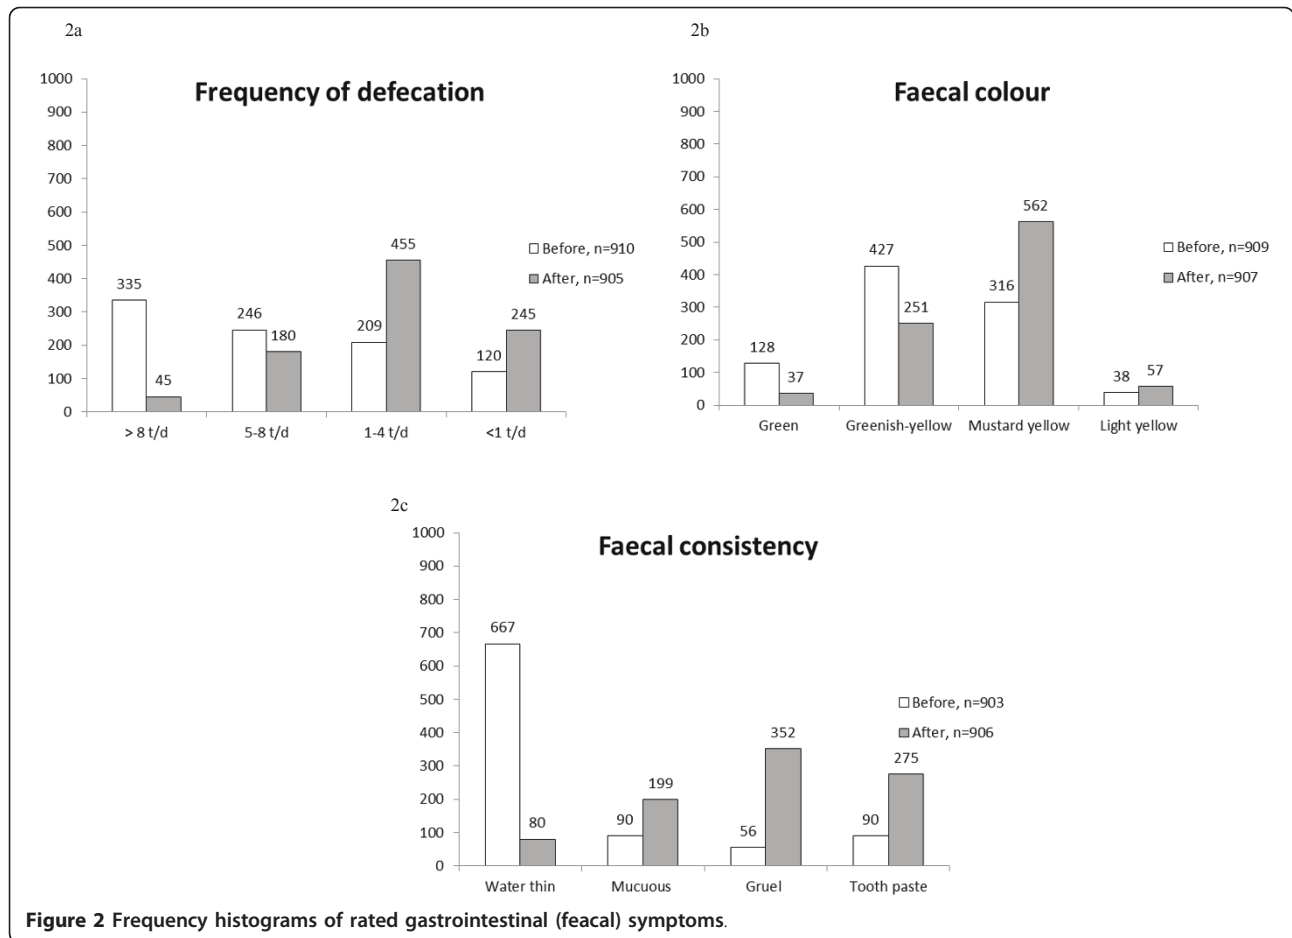 2a
Frequency of defecation
1000
900
800
700
600
500
400
300
200
100
0
335
45
246
180
209
455
120
245
> 8 t/d
5-8 t/d
1-4 t/d
<1 t/d
Before, n=910
After, n=905
2b
Faecal colour
1000
900
800
700
600
500
400
300
200
100
0
128
37
427
251
316
562
38
57
Green
Greenish-yellow
Mustard yellow
Light yellow
Before, n=909
After, n=907
2c
Faecal consistency
1000
900
800
700
600
500
400
300
200
100
0
667
80
90
199
56
352
90
275
Water thin
Mucuous
Gruel
Tooth paste
Before, n=903
After, n=906
Figure 2 Frequency histograms of rated gastrointestinal (feacal) symptoms.